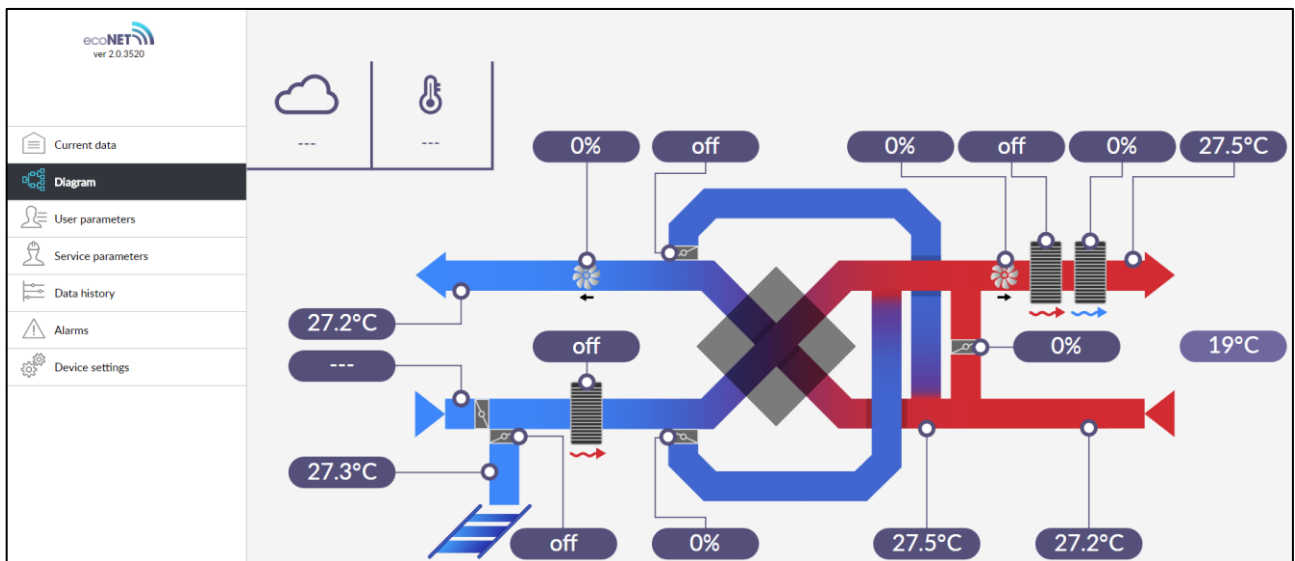 ecoNET
ver 2.0.3520
Current data
Diagram
User parameters
Service parameters
Data history
Alarms
Device settings
--- ---
0% off 0% off 0% 27.5°C
27.2°C
---
off
0%
19°C
27.3°C
off 0% 27.5°C 27.2°C